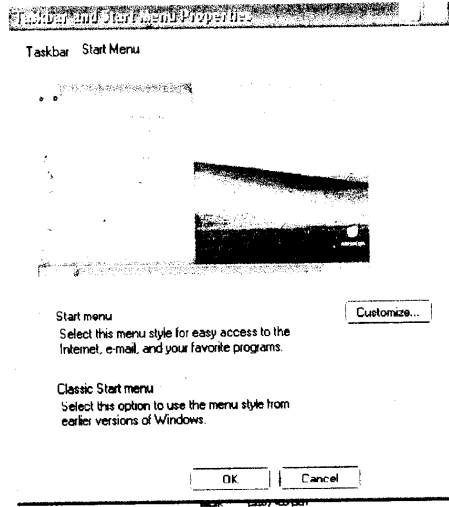 Taskbar and Start Menu Properties
Taskbar Start Menu
Start menu
Customize...
Select this menu style for easy access to the
Internet, e-mail, and your favorite programs.
Classic Start menu
Select this option to use the menu style from
earlier versions of Windows.
OK Cancel